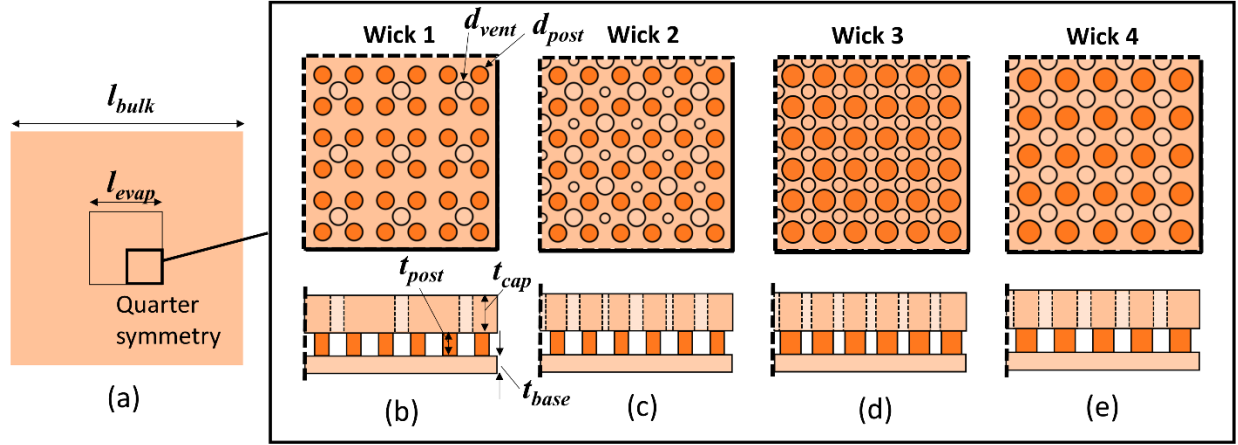 l_bulk
l_evap
Quarter
symmetry
(a)
Wick 1
d_vent
d_post
Wick 2
Wick 3
Wick 4
t_post
t_cap
t_base
(b)
(c)
(d)
(e)